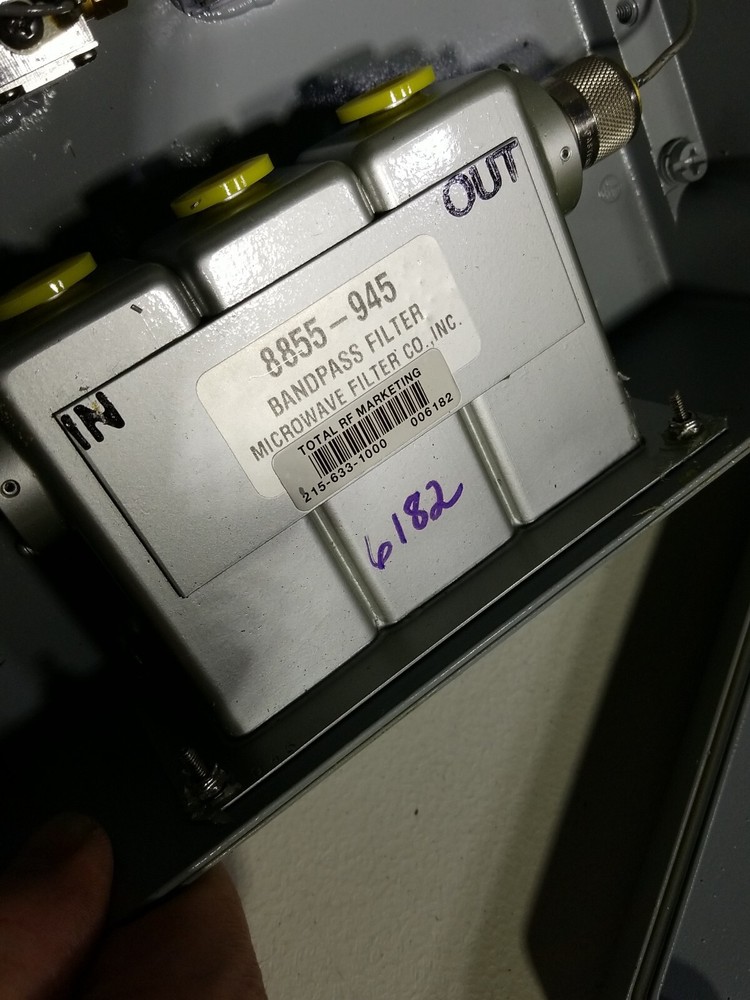 OUT
8855-945
BANDPASS FILTER
MICROWAVE FILTER CO., INC.
IN
TOTAL RF MARKETING
215-633-1000 006182
6182